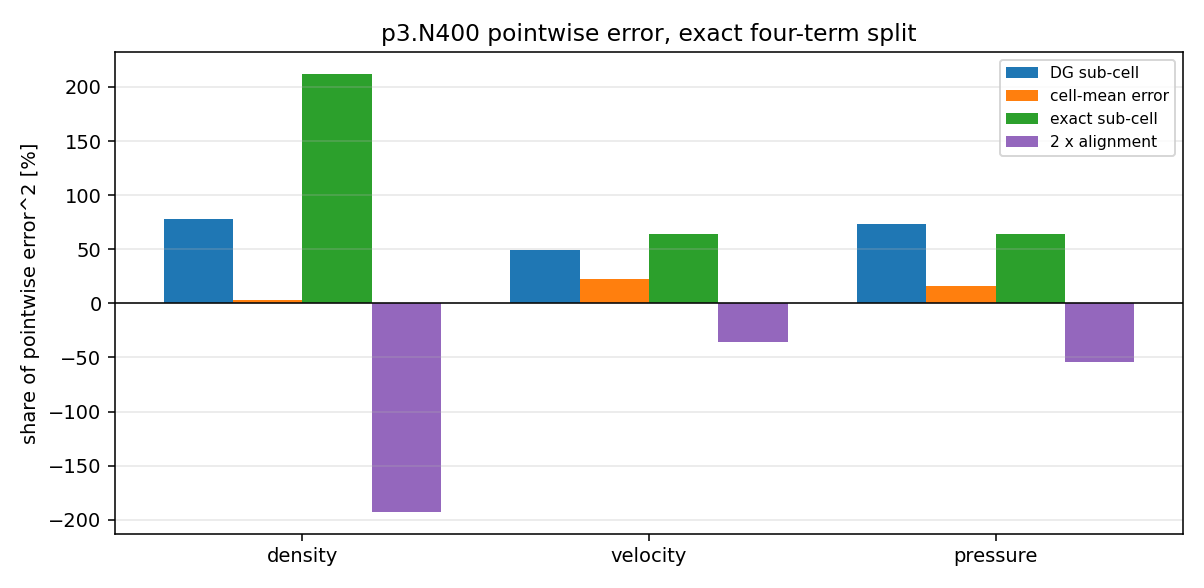 p3.N400 pointwise error, exact four-term split
share of pointwise error^2 [%]
200
150
100
50
0
−50
−100
−150
−200
DG sub-cell
cell-mean error
exact sub-cell
2 x alignment
density
velocity
pressure